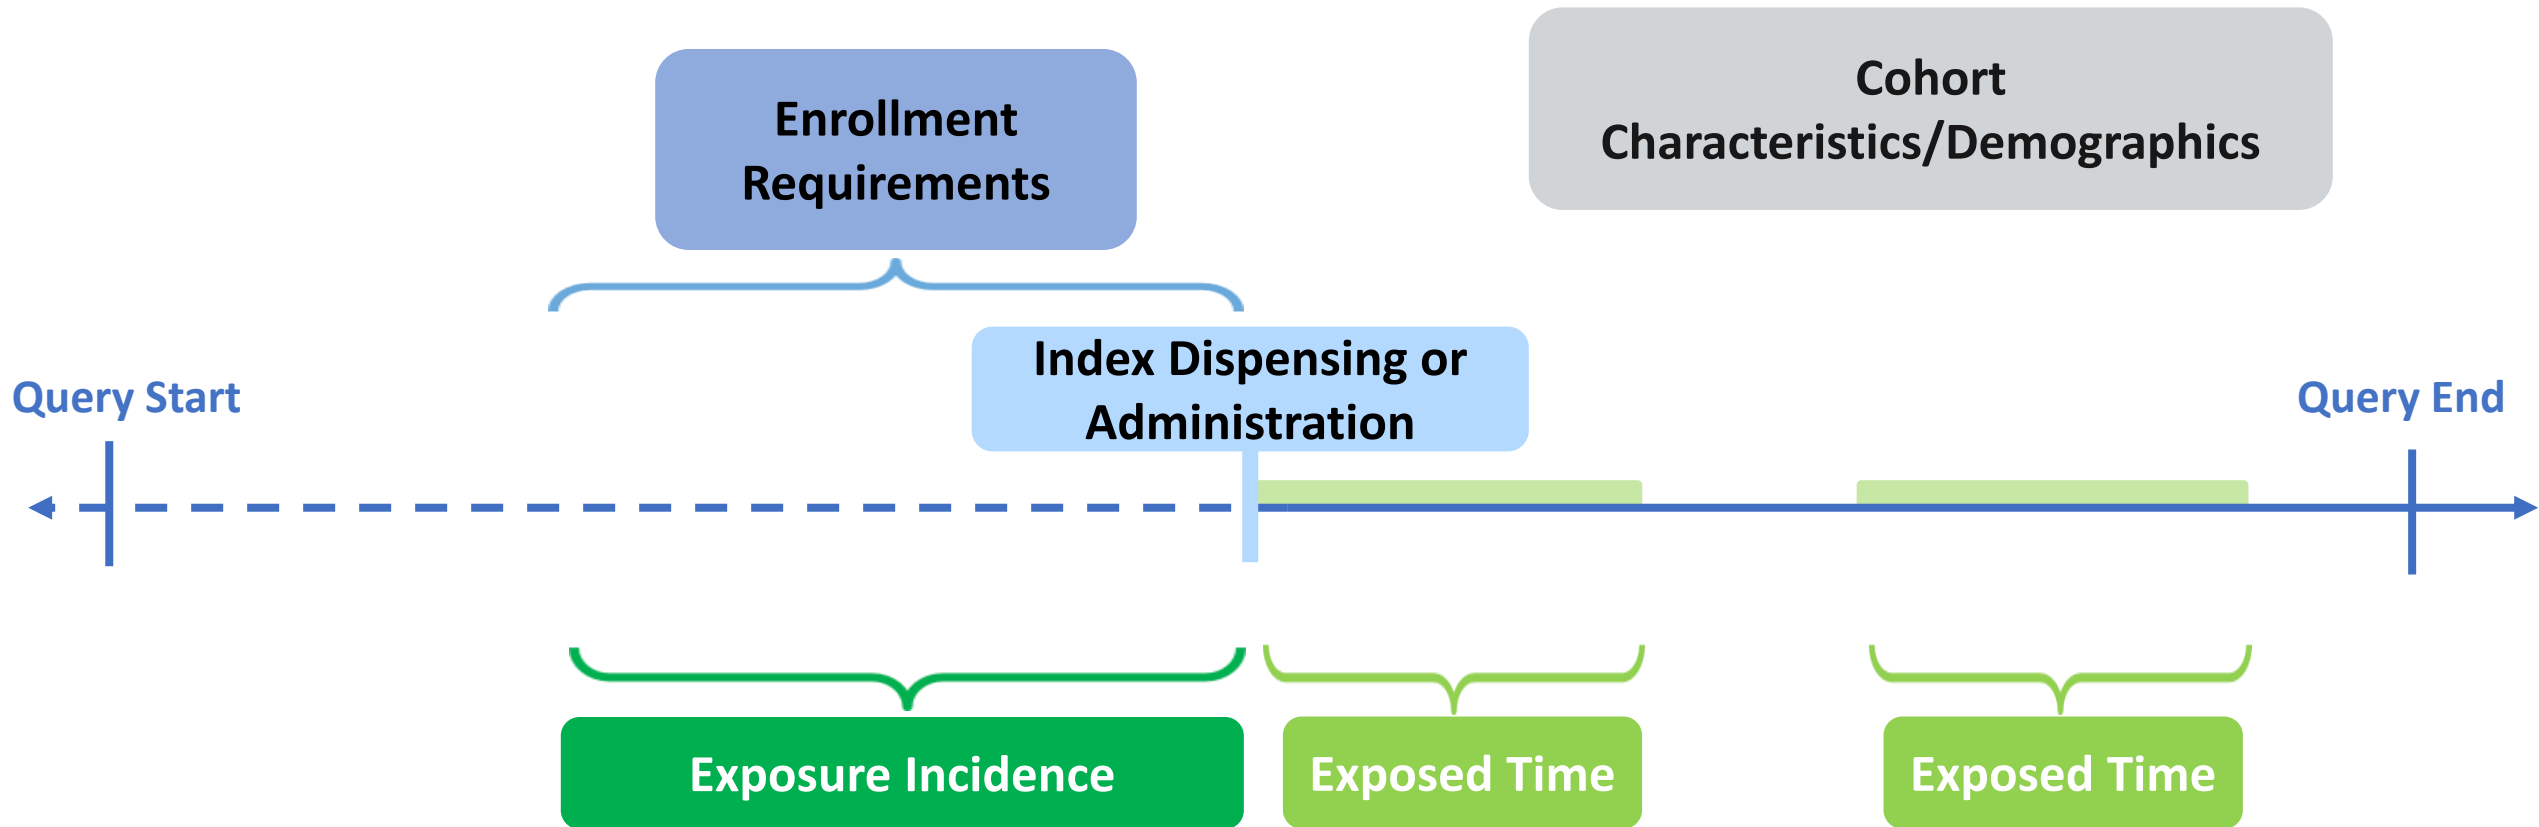 Enrollment
Requirements
Cohort
Characteristics/Demographics
Index Dispensing or
Administration
Query Start
Query End
Exposure Incidence
Exposed Time
Exposed Time